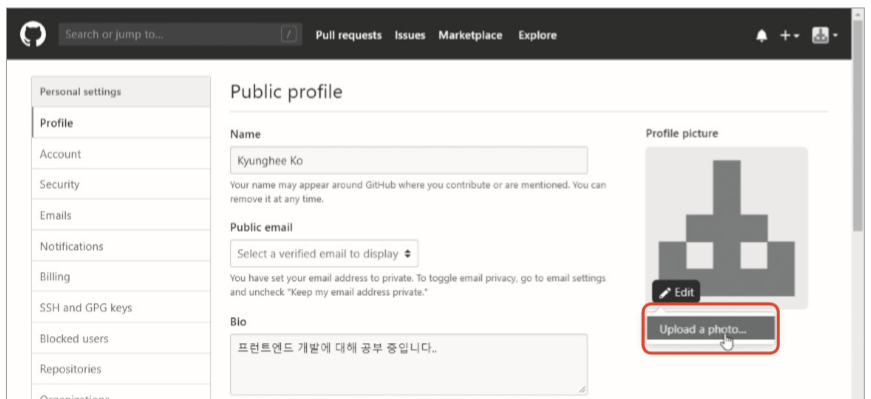 Search or jump to... /
Pull requests Issues Marketplace Explore
Personal settings
Profile
Account
Security
Emails
Notifications
Billing
SSH and GPG keys
Blocked users
Repositories
Organizations
Public profile
Name
Kyunghee Ko
Your name may appear around GitHub where you contribute or are mentioned. You can
remove it at any time.
Public email
Select a verified email to display
You have set your email address to private. To toggle email privacy, go to email settings
and uncheck "Keep my email address private."
Bio
프런트엔드 개발에 대해 공부 중입니다..
Profile picture
Edit
Upload a photo...